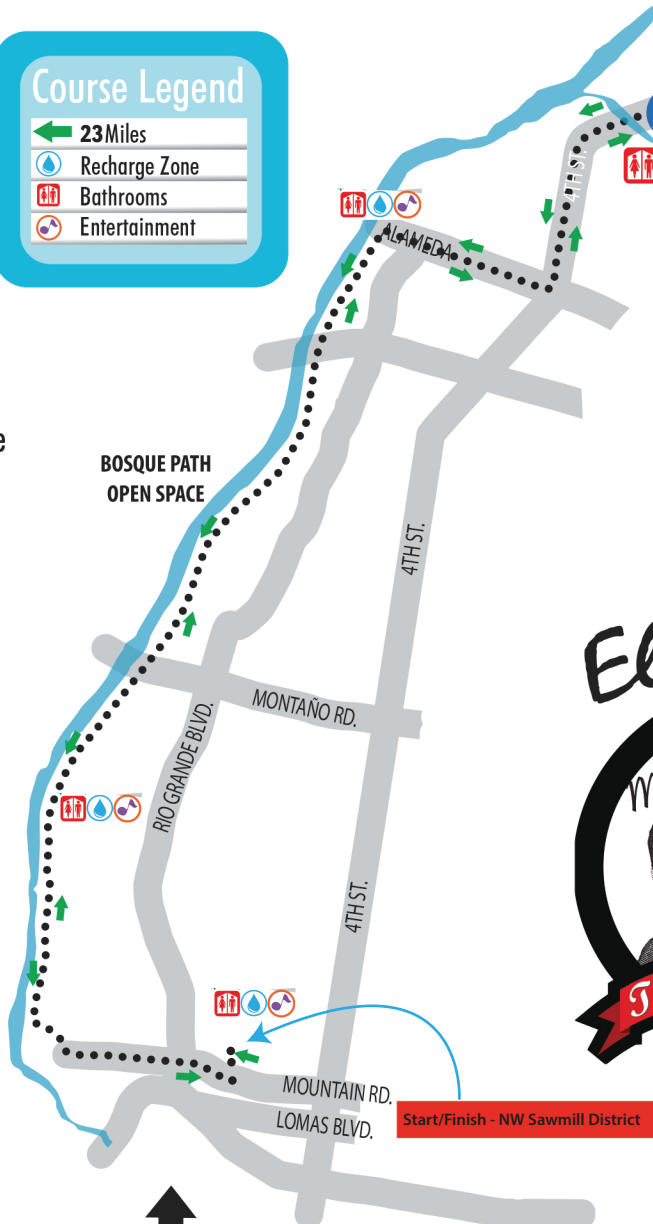 Course Legend
23 Miles
Recharge Zone
Bathrooms
Entertainment
4TH ST.
ALAMEDA
BOSQUE PATH
OPEN SPACE
4TH ST.
MONTAÑO RD.
RIO GRANDE BLVD.
4TH ST.
MOUNTAIN RD.
LOMAS BLVD.
Start/Finish - NW Sawmill District